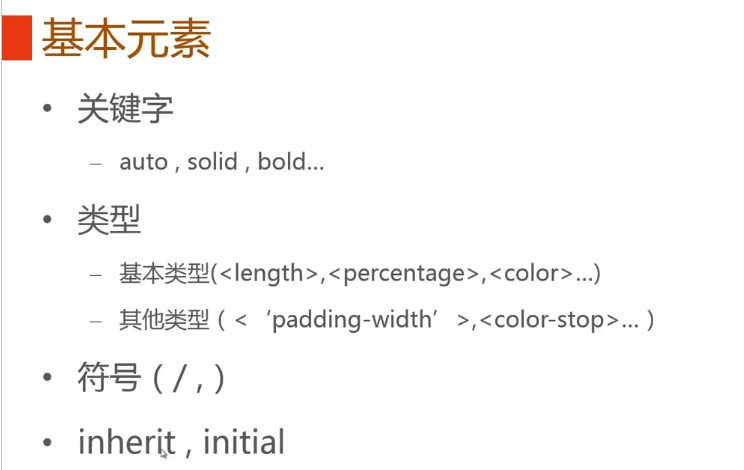 基本元素
• 关键字
– auto , solid , bold...
• 类型
– 基本类型(<length>,<percentage>,<color>...)
– 其他类型（<‘padding-width’>,<color-stop>...）
• 符号 ( / , )
• inherit , initial